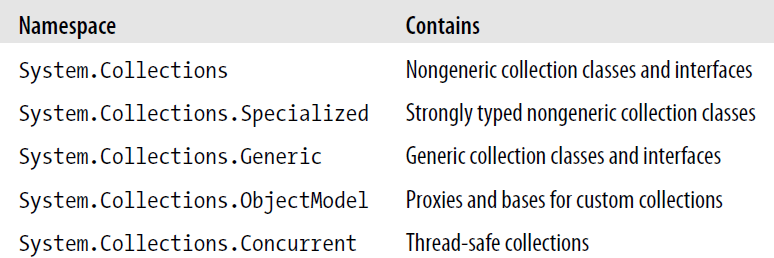 Namespace Contains
System.Collections Nongeneric collection classes and interfaces
System.Collections.Specialized Strongly typed nongeneric collection classes
System.Collections.Generic Generic collection classes and interfaces
System.Collections.ObjectModel Proxies and bases for custom collections
System.Collections.Concurrent Thread-safe collections